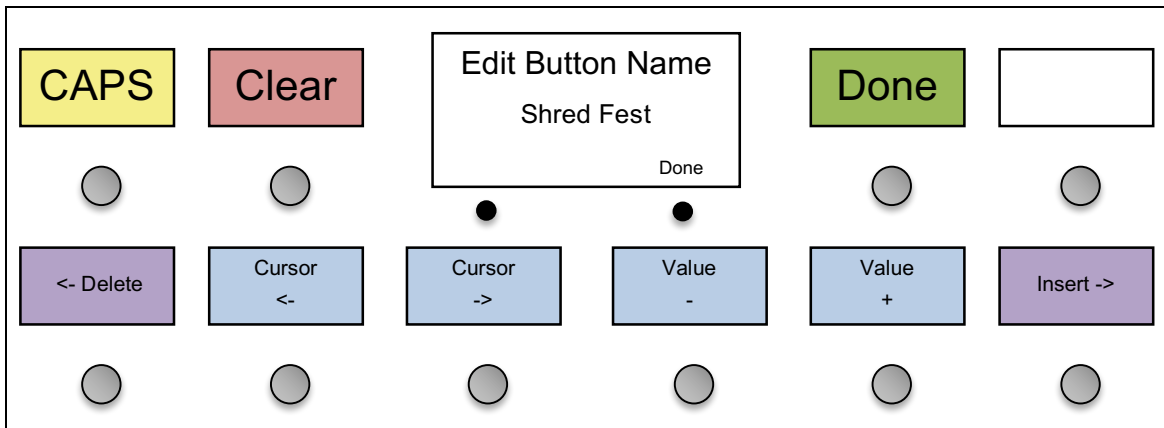 CAPS
Clear
Edit Button Name
Shred Fest
Done
Done
<- Delete
Cursor
<-
Cursor
->
Value
-
Value
+
Insert ->